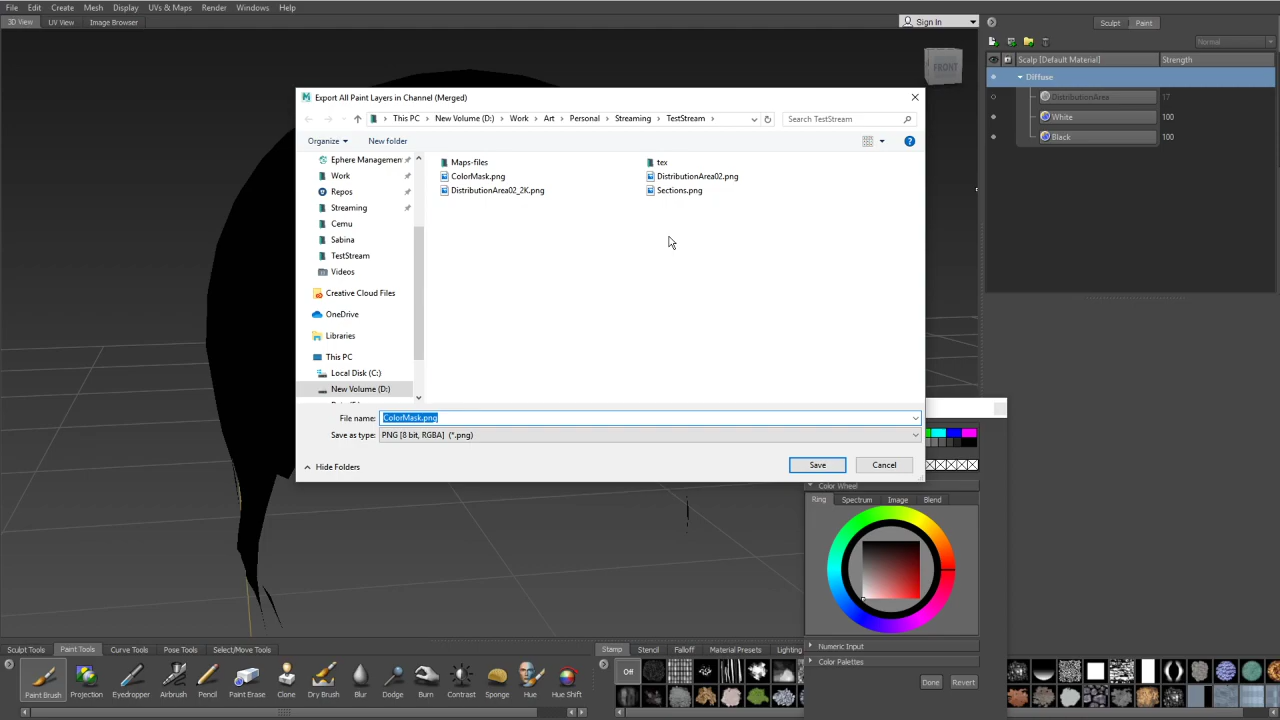 File Edit Create Mesh Display UVs & Maps Render Windows Help
3D View UV View Image Browser Sign In
Sculpt Paint
Normal
Scalp [Default Material] Strength
Diffuse
DistributionArea 17
White 100
Black 100
FRONT
Export All Paint Layers in Channel (Merged)
This PC New Volume (D:) Work Art Personal Streaming TestStream Search TestStream
Organize New folder
Ephere Managemen
Work
Repos
Streaming
Cemu
Sabina
TestStream
Videos
Creative Cloud Files
OneDrive
Libraries
This PC
Local Disk (C:)
New Volume (D:)
Maps-files tex
ColorMask.png DistributionArea02.png
DistributionArea02_2K.png Sections.png
File name: ColorMask.png
Save as type: PNG [8 bit, RGBA] (*.png)
Hide Folders Save Cancel
Color Wheel
Ring Spectrum Image Blend
Numeric Input
Color Palettes
Done Revert
Sculpt Tools Paint Tools Curve Tools Pose Tools Select/Move Tools
Stamp Stencil Falloff Material Presets Lighting
Off
Paint Brush Projection Eyedropper Airbrush Pencil Paint Erase Clone Dry Brush Blur Dodge Burn Contrast Sponge Hue Hue Shift